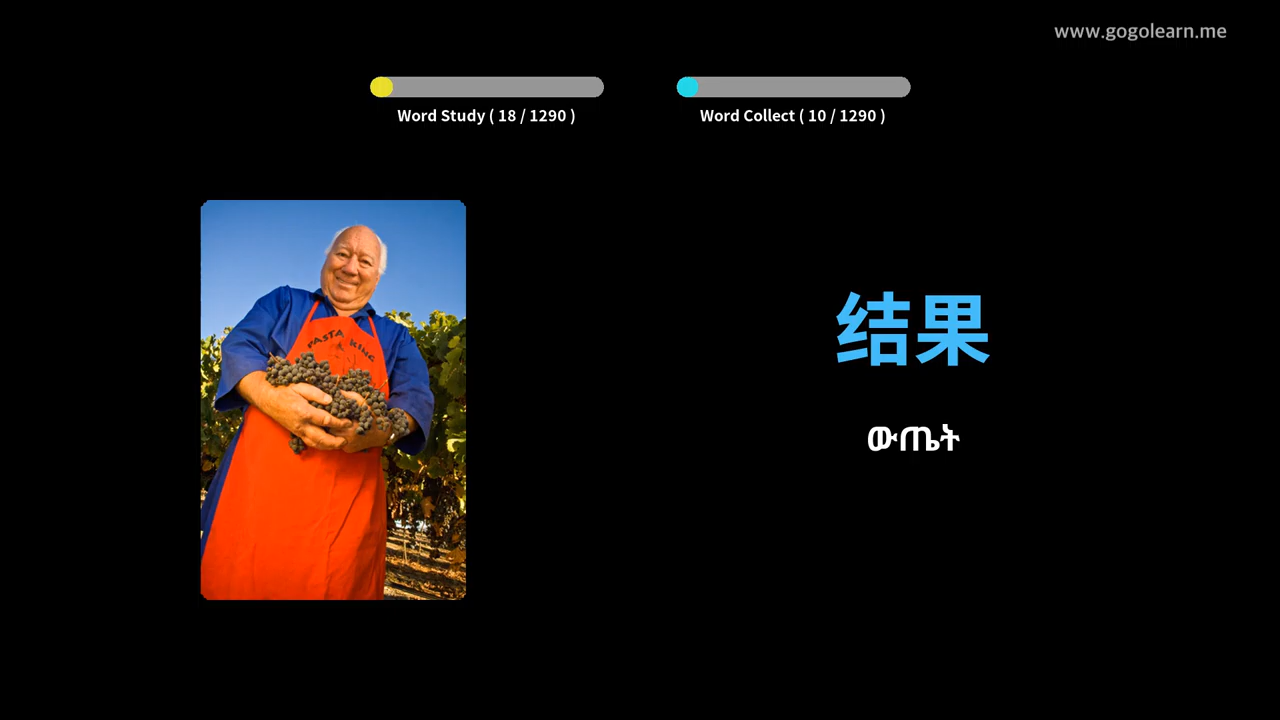 www.gogolearn.me
Word Study ( 18 / 1290 )
Word Collect ( 10 / 1290 )
PASTA KING
结果
ውጤት